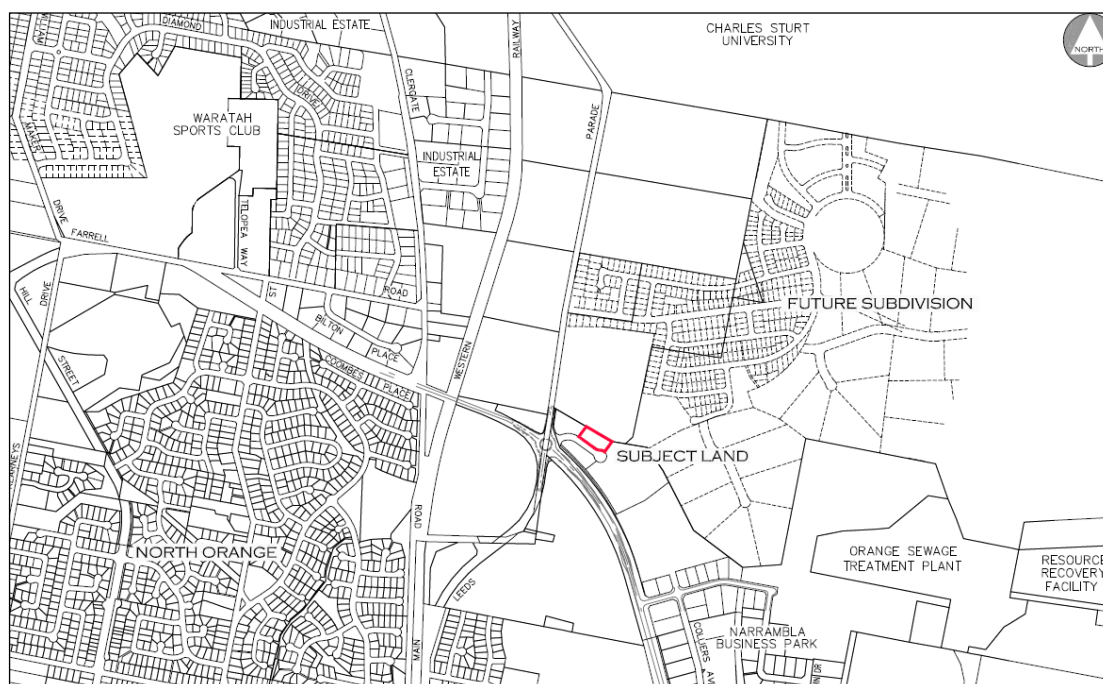 INDUSTRIAL ESTATE
CHARLES STURT
UNIVERSITY
NORTH
DIAMOND
DRIVE
RAILWAY
CLERGATE
PARADE
WARATAH
SPORTS CLUB
MAKER
INDUSTRIAL
ESTATE
TELOPEA WAY
DRIVE
FARRELL
ROAD
HILL
STREET
DRIVE
ST
BILTON
PLACE
COOMBES PLACE
WESTERN
FUTURE SUBDIVISION
SUBJECT LAND
NORTH ORANGE
ROAD
LEEDS
MAIN
ORANGE SEWAGE
TREATMENT PLANT
RESOURCE
RECOVERY
FACILITY
NARRAMBLA
BUSINESS PARK
COLLIERS